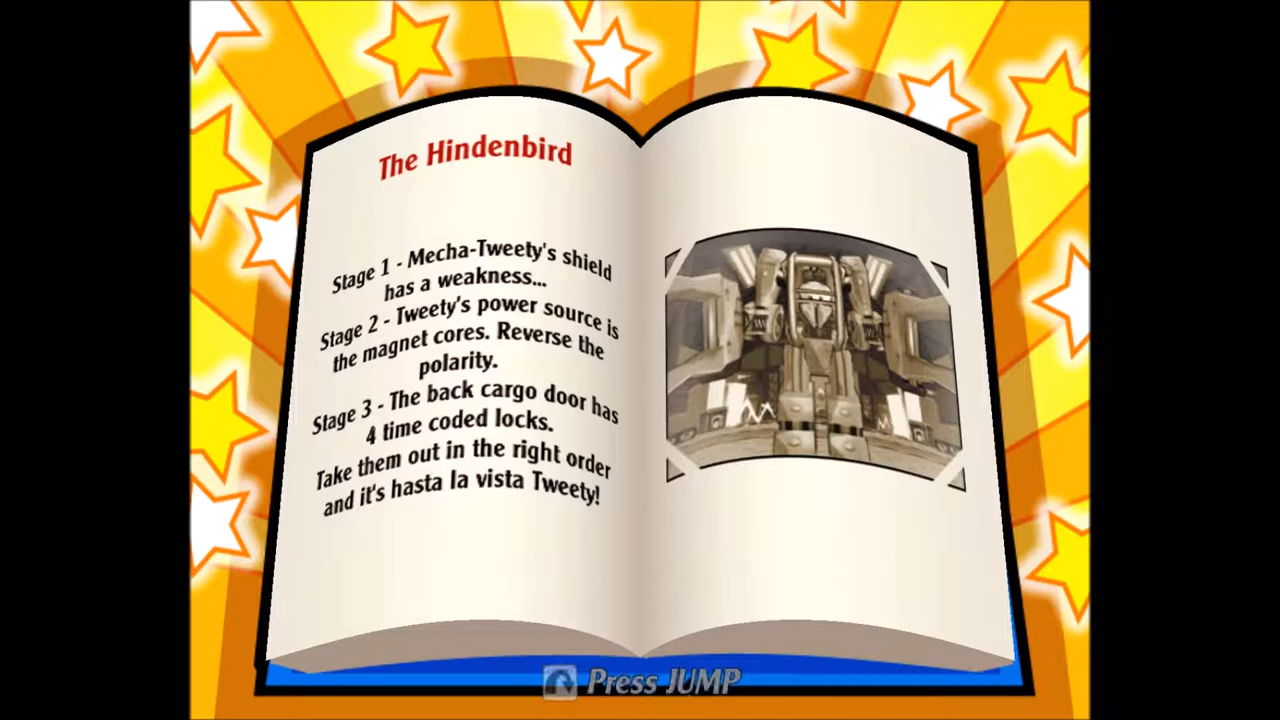 The Hindenbird
Stage 1 - Mecha-Tweety's shield
has a weakness...
Stage 2 - Tweety's power source is
the magnet cores. Reverse the
polarity.
Stage 3 - The back cargo door has
4 time coded locks.
Take them out in the right order
and it's hasta la vista Tweety!
Press JUMP